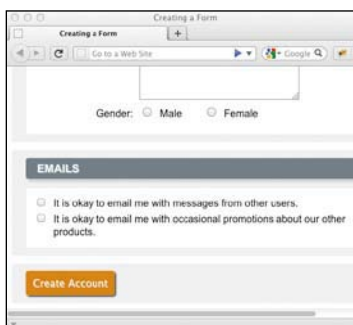 Creating a Form
Creating a Form
Go to a Web Site
Google
Gender: Male Female
EMAILS
It is okay to email me with messages from other users.
It is okay to email me with occasional promotions about our other
products.
Create Account